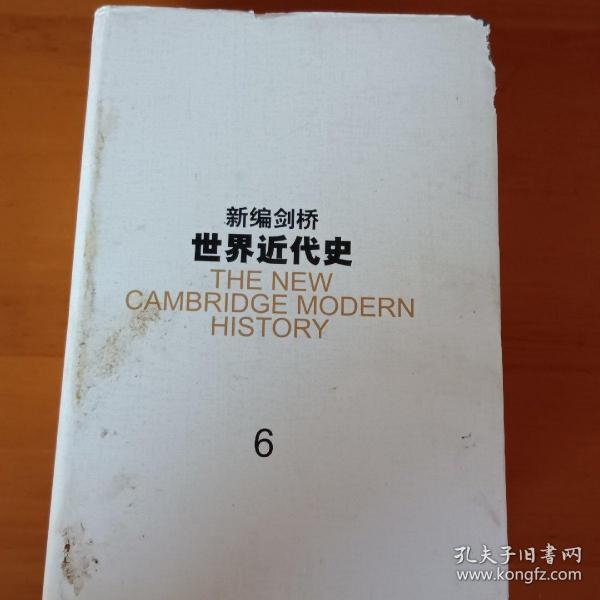 新编剑桥
世界近代史
THE NEW
CAMBRIDGE MODERN
HISTORY
6
孔夫子旧书网
www.kongfz.com